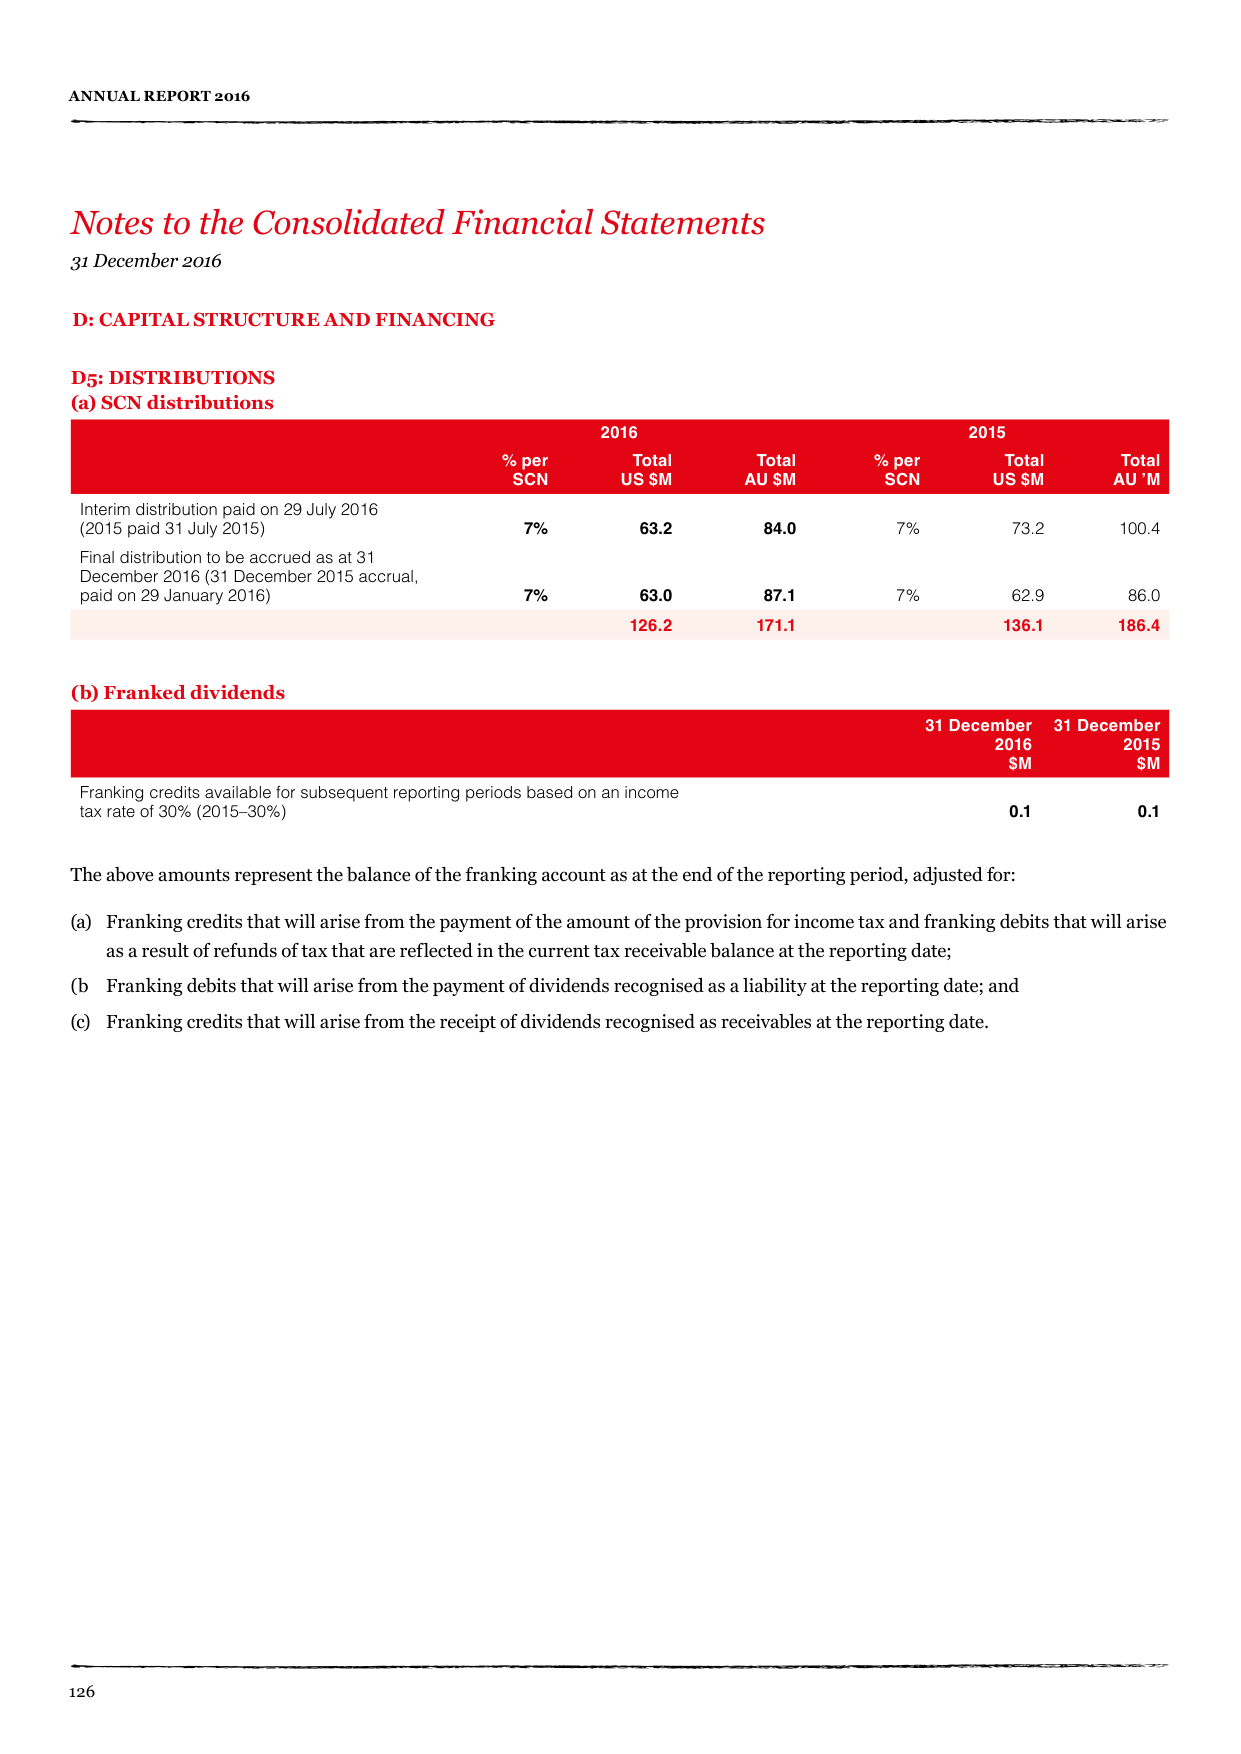 ANNUAL REPORT 2016
Notes to the Consolidated Financial Statements
31 December 2016
D: CAPITAL STRUCTURE AND FINANCING
D5: DISTRIBUTIONS
(a) SCN distributions
2016 2015
% per Total Total % per Total Total
SCN US $M AU $M SCN US $M AU ’M
Interim distribution paid on 29 July 2016
(2015 paid 31 July 2015) 7% 63.2 84.0 7% 73.2 100.4
Final distribution to be accrued as at 31
December 2016 (31 December 2015 accrual,
paid on 29 January 2016) 7% 63.0 87.1 7% 62.9 86.0
126.2 171.1 136.1 186.4
(b) Franked dividends
31 December 31 December
2016 2015
$M $M
Franking credits available for subsequent reporting periods based on an income
tax rate of 30% (2015–30%) 0.1 0.1
The above amounts represent the balance of the franking account as at the end of the reporting period, adjusted for:
(a) Franking credits that will arise from the payment of the amount of the provision for income tax and franking debits that will arise
as a result of refunds of tax that are reflected in the current tax receivable balance at the reporting date;
(b Franking debits that will arise from the payment of dividends recognised as a liability at the reporting date; and
(c) Franking credits that will arise from the receipt of dividends recognised as receivables at the reporting date.
126